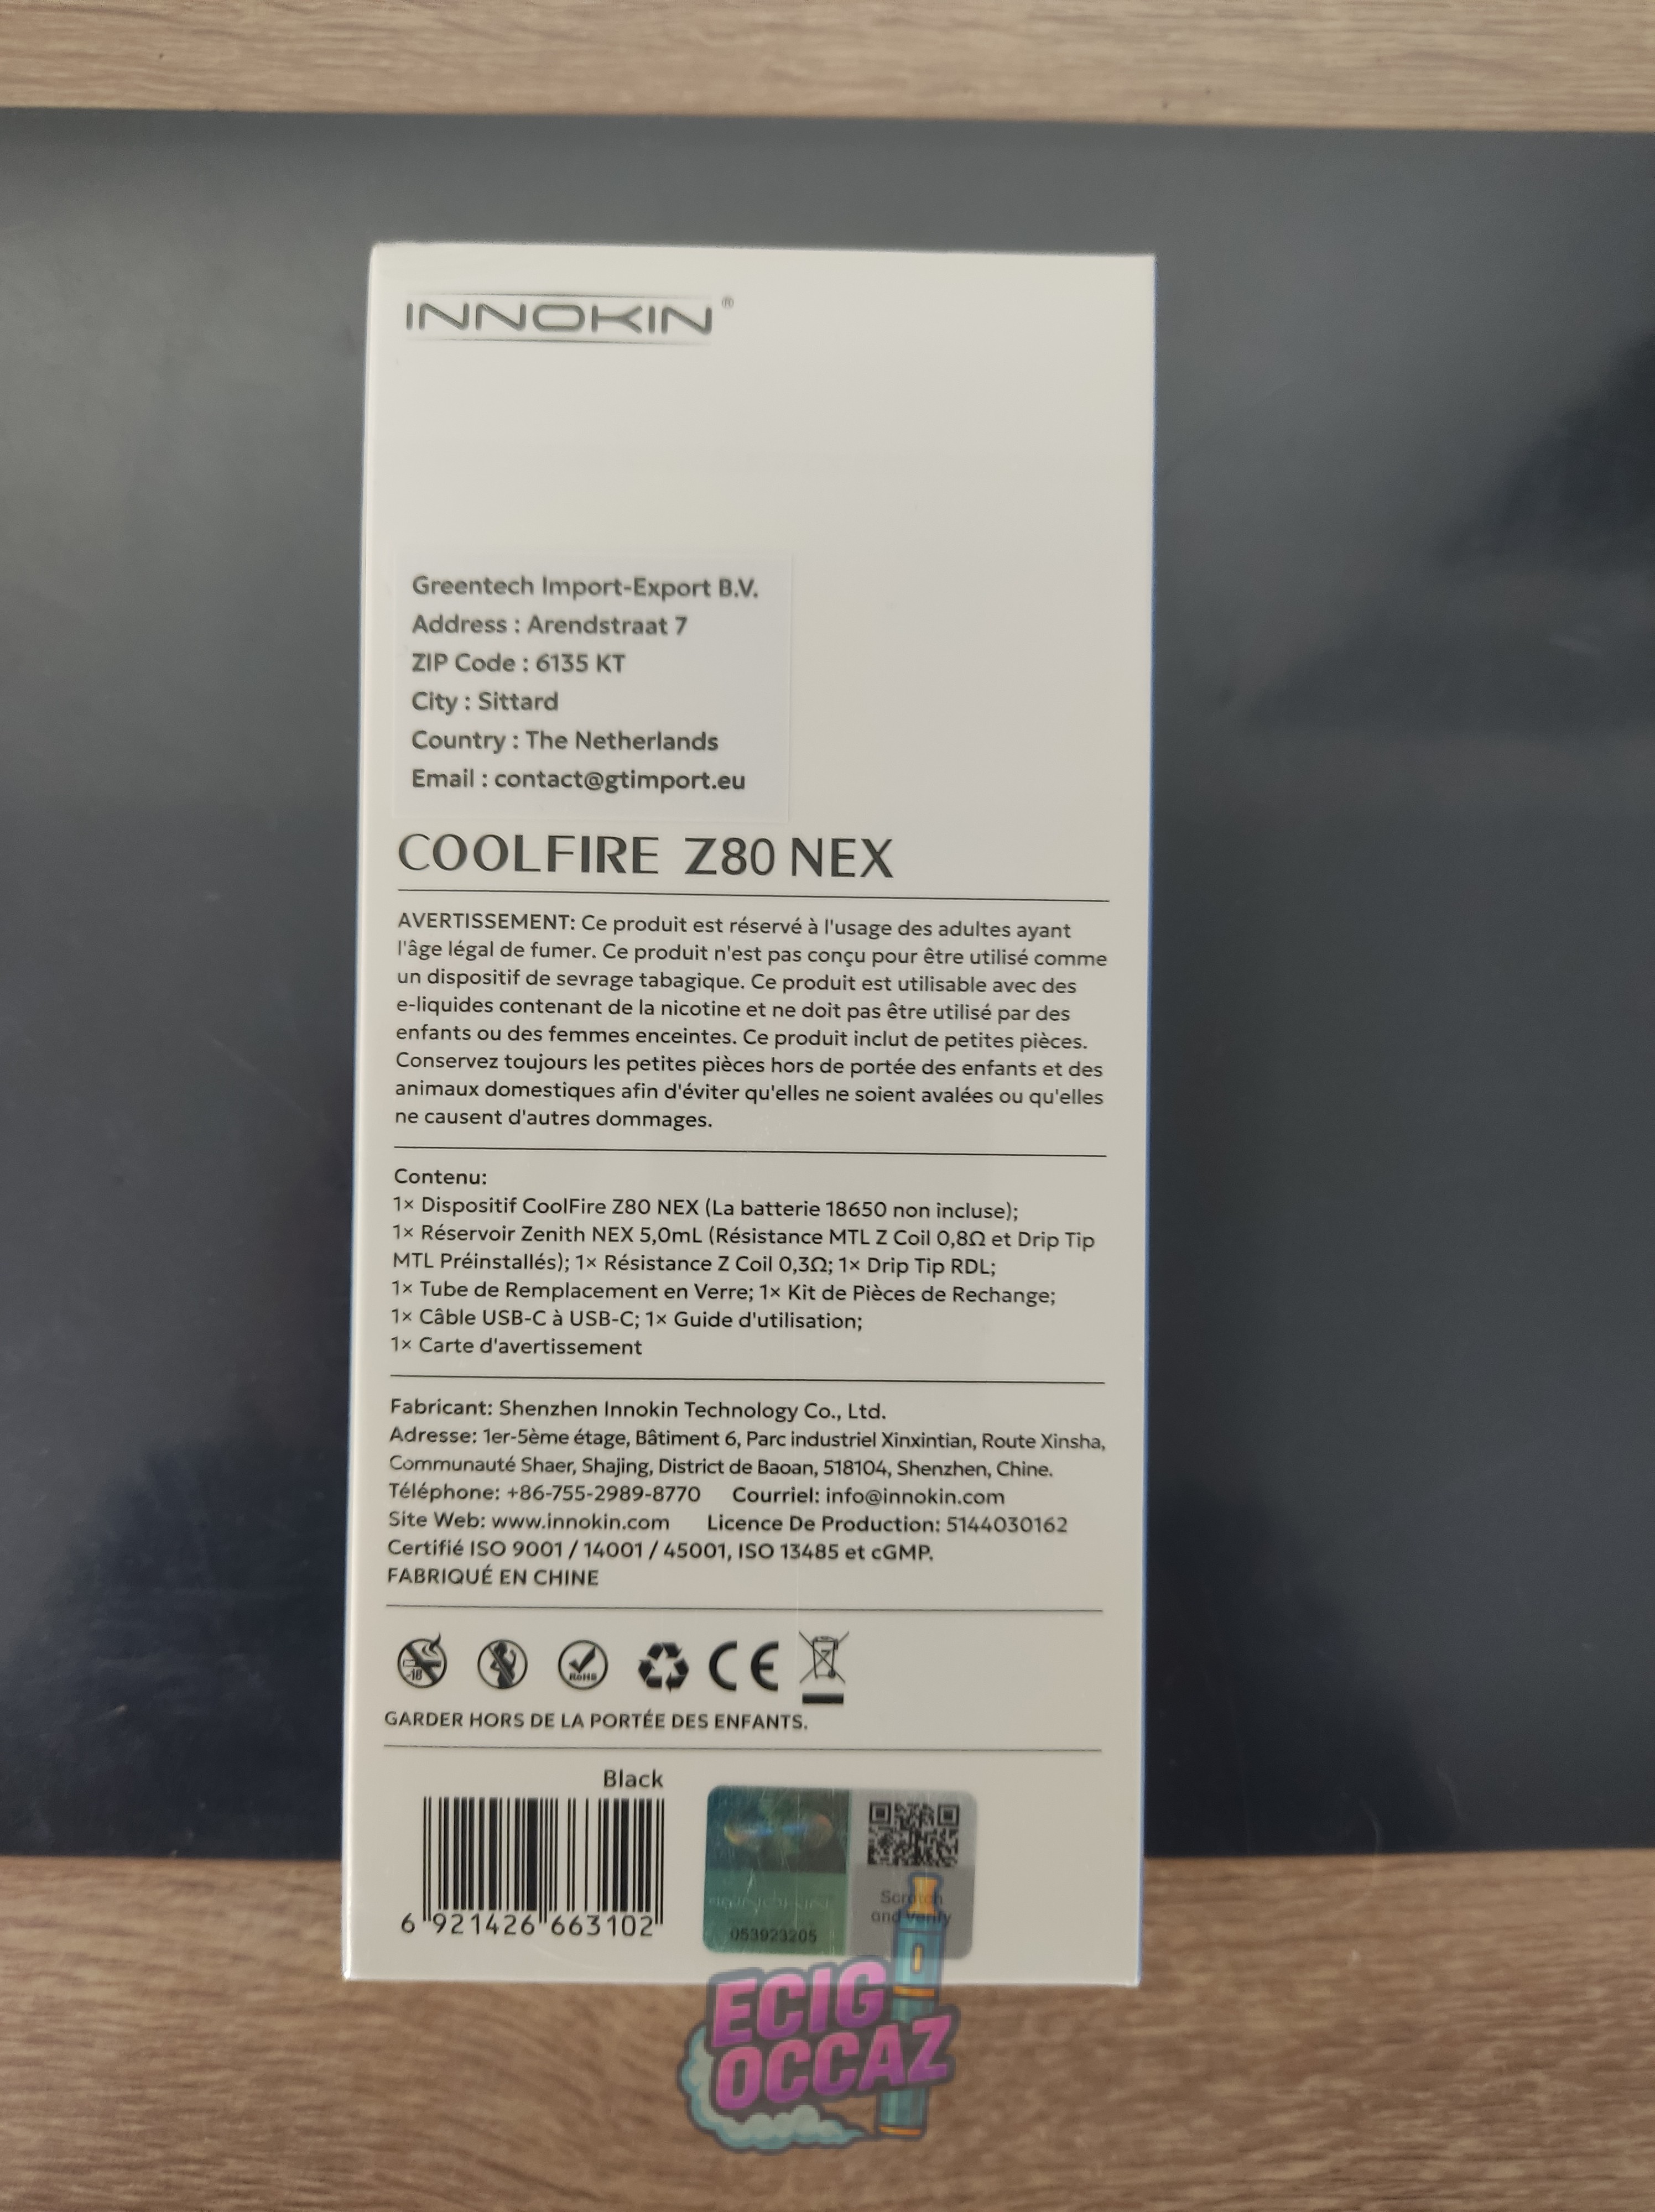 INNOKIN®
Greentech Import-Export B.V.
Address : Arendstraat 7
ZIP Code : 6135 KT
City : Sittard
Country : The Netherlands
Email : contact@gtimport.eu
COOLFIRE Z80 NEX
AVERTISSEMENT: Ce produit est réservé à l'usage des adultes ayant
l'âge légal de fumer. Ce produit n'est pas conçu pour être utilisé comme
un dispositif de sevrage tabagique. Ce produit est utilisable avec des
e-liquides contenant de la nicotine et ne doit pas être utilisé par des
enfants ou des femmes enceintes. Ce produit inclut de petites pièces.
Conservez toujours les petites pièces hors de portée des enfants et des
animaux domestiques afin d'éviter qu'elles ne soient avalées ou qu'elles
ne causent d'autres dommages.
Contenu:
1× Dispositif CoolFire Z80 NEX (La batterie 18650 non incluse);
1× Réservoir Zenith NEX 5,0mL (Résistance MTL Z Coil 0,8Ω et Drip Tip
MTL Préinstallés); 1× Résistance Z Coil 0,3Ω; 1× Drip Tip RDL;
1× Tube de Remplacement en Verre; 1× Kit de Pièces de Rechange;
1× Câble USB-C à USB-C; 1× Guide d'utilisation;
1× Carte d'avertissement
Fabricant: Shenzhen Innokin Technology Co., Ltd.
Adresse: 1er-5ème étage, Bâtiment 6, Parc industriel Xinxintian, Route Xinsha,
Communauté Shaer, Shajing, District de Baoan, 518104, Shenzhen, Chine.
Téléphone: +86-755-2989-8770 Courriel: info@innokin.com
Site Web: www.innokin.com Licence De Production: 5144030162
Certifié ISO 9001 / 14001 / 45001, ISO 13485 et cGMP.
FABRIQUÉ EN CHINE
-18 RoHS CE
GARDER HORS DE LA PORTÉE DES ENFANTS.
Black
6 921426 663102
053923205
Scratch
and Verify
ECIG
OCCAZ